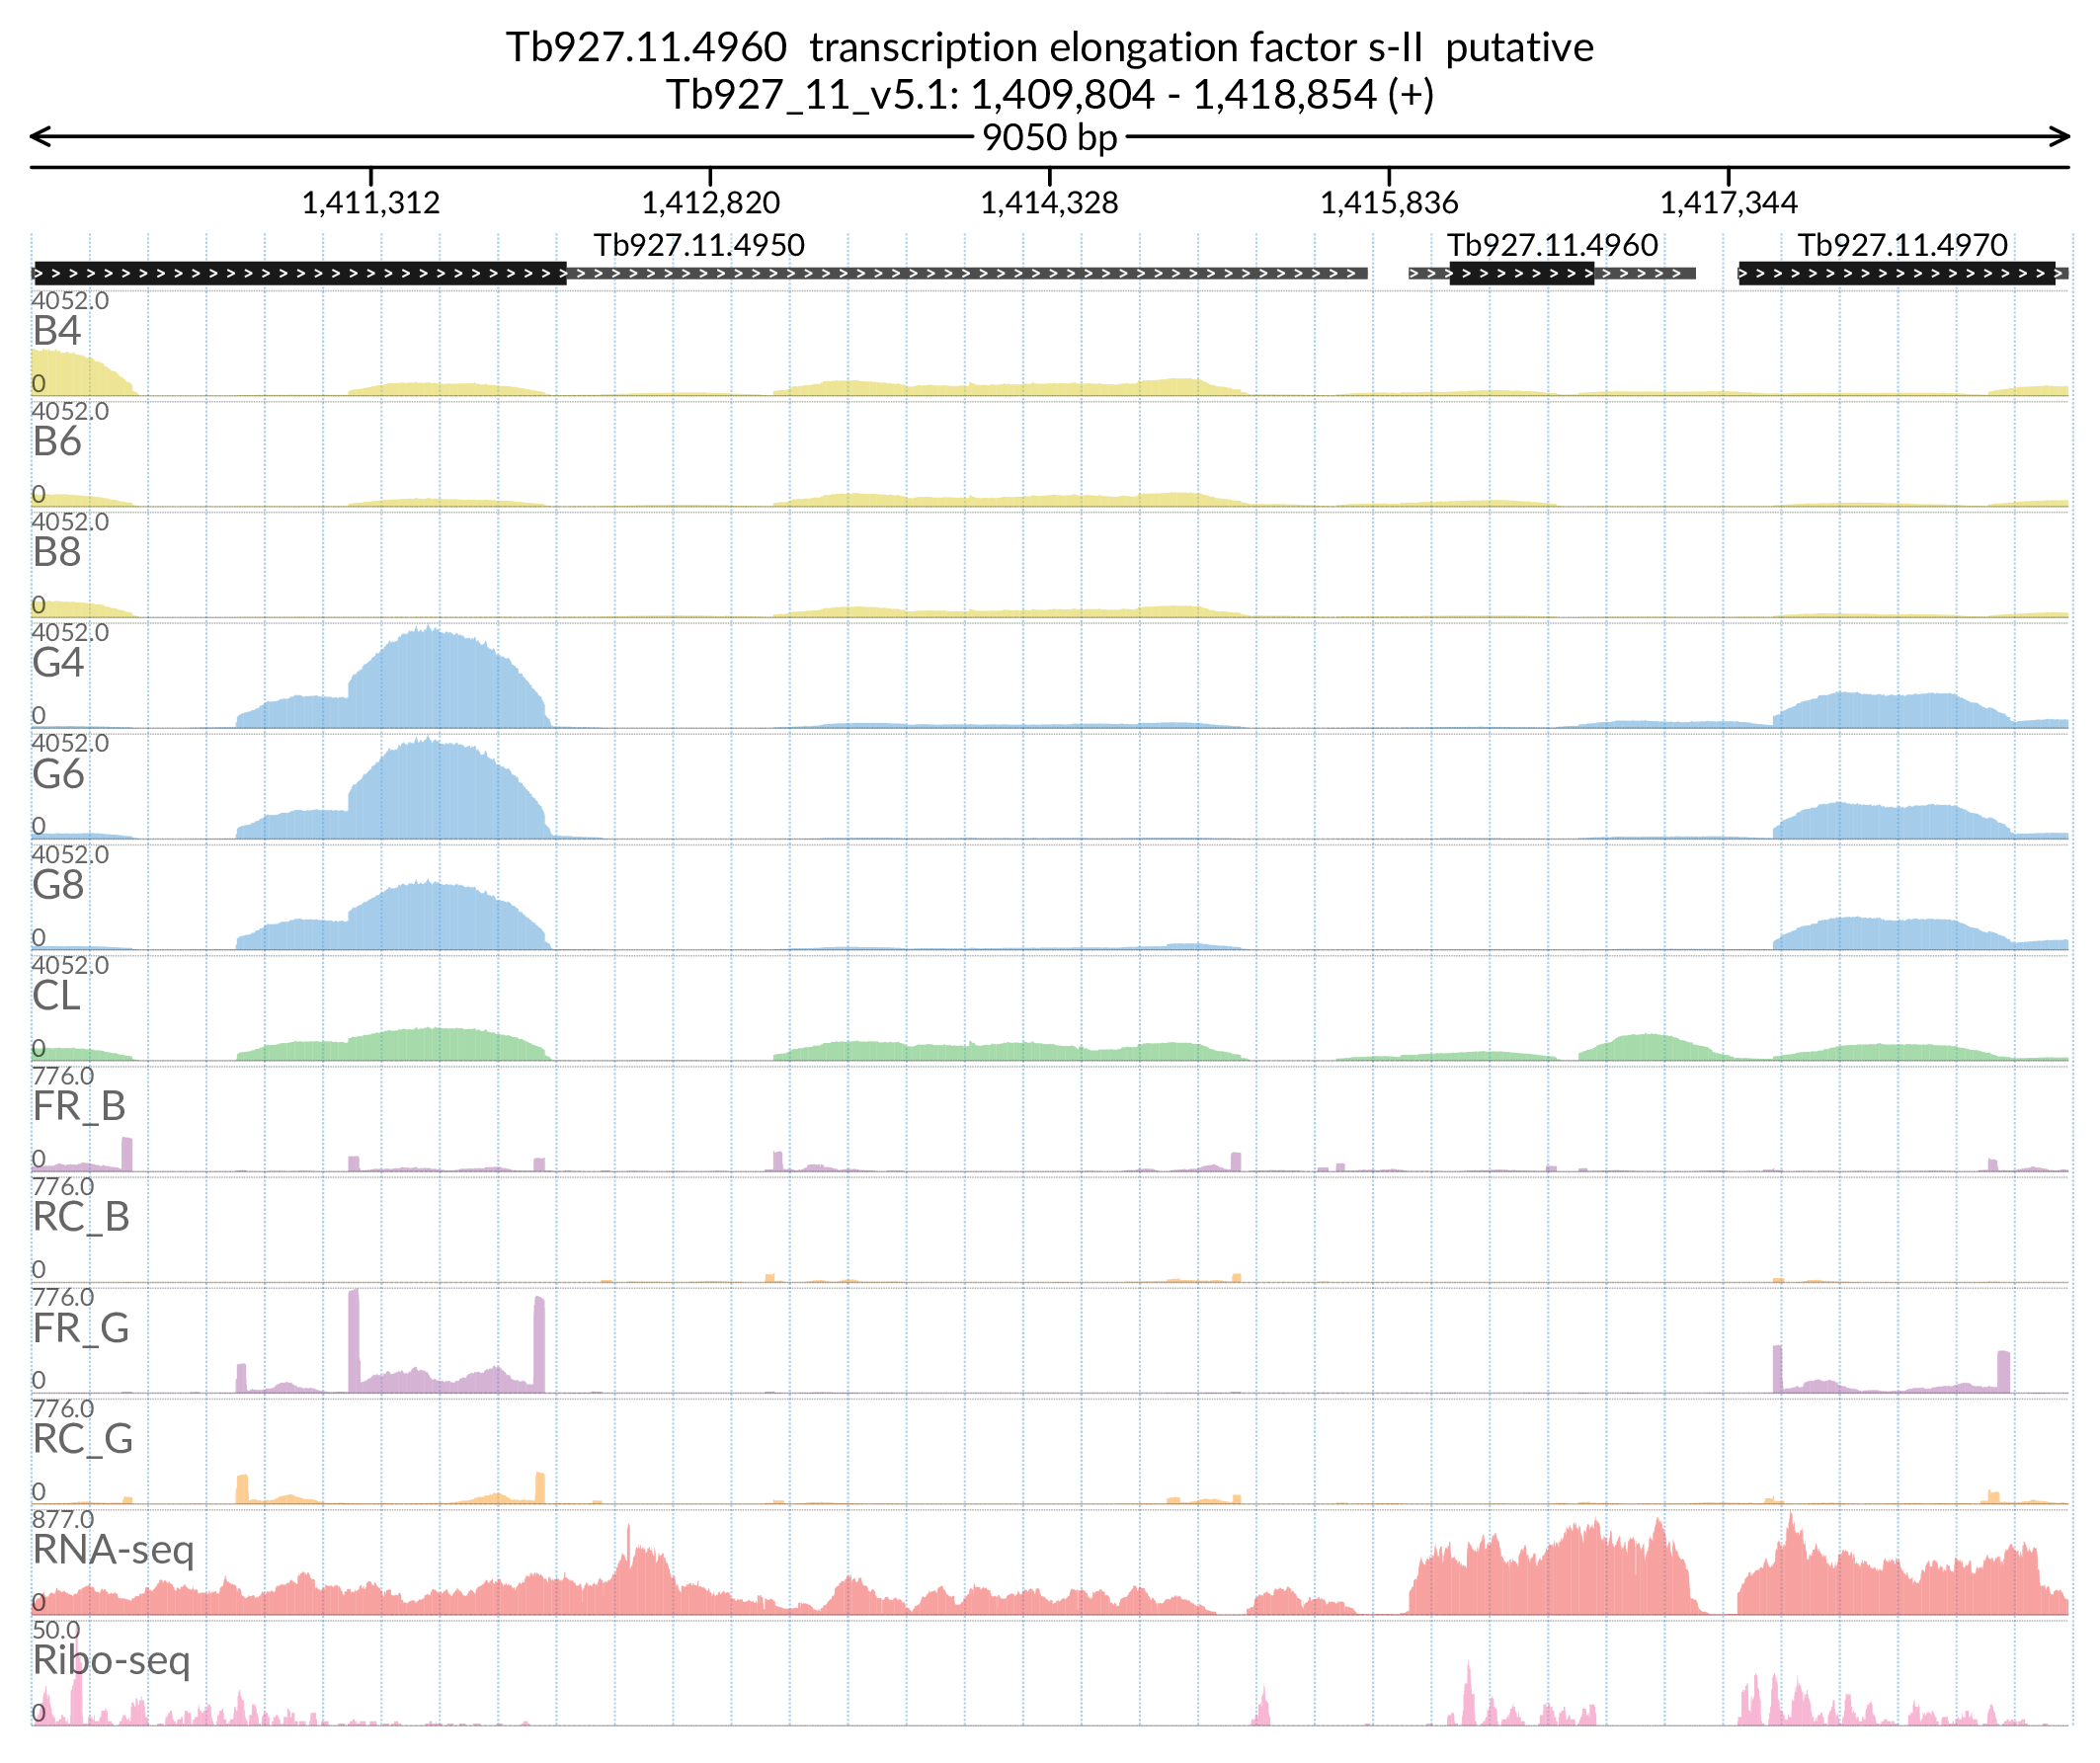 Tb927.11.4960  transcription elongation factor s-II  putative
Tb927_11_v5.1: 1,409,804 - 1,418,854 (+)
9050 bp
1,411,312 1,412,820 1,414,328 1,415,836 1,417,344
Tb927.11.4950 Tb927.11.4960 Tb927.11.4970
4052.0
B4
0
4052.0
B6
0
4052.0
B8
0
4052.0
G4
0
4052.0
G6
0
4052.0
G8
0
4052.0
CL
0
776.0
FR_B
0
776.0
RC_B
0
776.0
FR_G
0
776.0
RC_G
0
877.0
RNA-seq
0
50.0
Ribo-seq
0